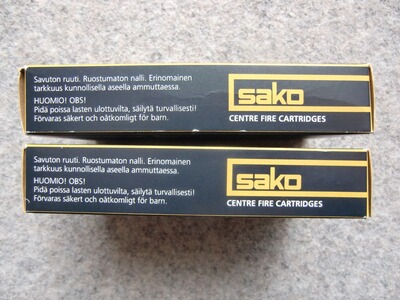 Savuton ruuti. Ruostumaton nalli. Erinomainen
tarkkuus kunnollisella aseella ammuttaessa.
HUOMIO! OBS!
Pidä poissa lasten ulottuvilta, säilytä turvallisesti!
Förvaras säkert och oåtkomligt för barn.
sako
CENTRE FIRE CARTRIDGES
Savuton ruuti. Ruostumaton nalli. Erinomainen
tarkkuus kunnollisella aseella ammuttaessa.
HUOMIO! OBS!
Pidä poissa lasten ulottuvilta, säilytä turvallisesti!
Förvaras säkert och oåtkomligt för barn.
sako
CENTRE FIRE CARTRIDGES